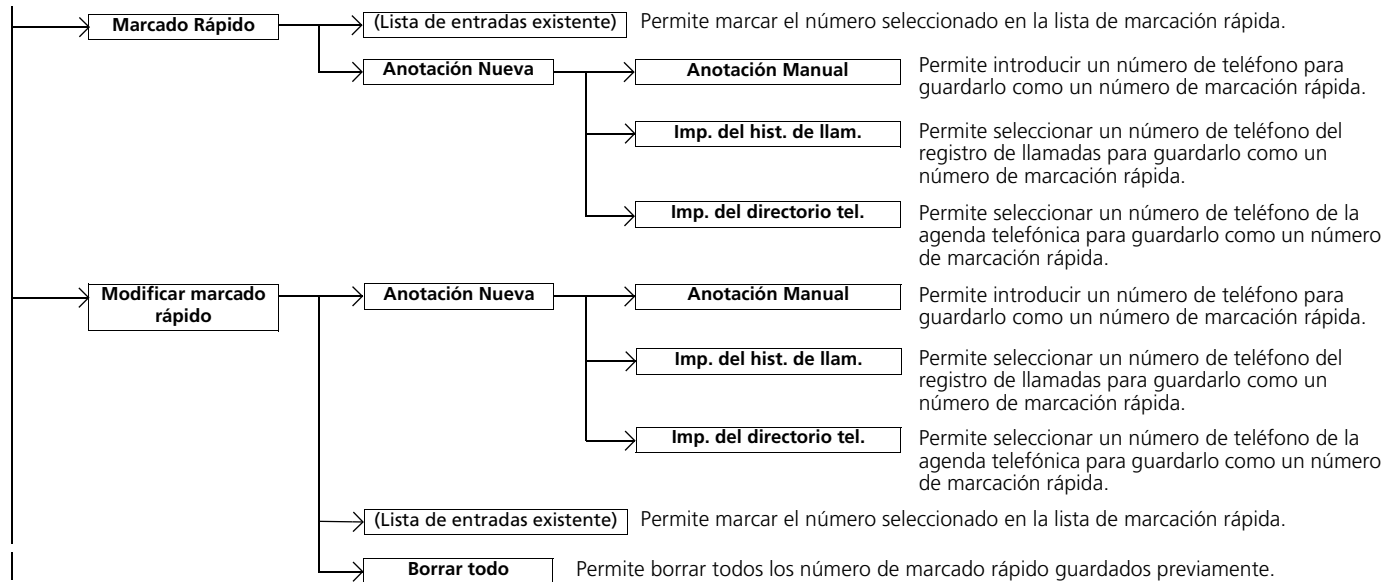 Marcado Rápido
(Lista de entradas existente)
Permite marcar el número seleccionado en la lista de marcación rápida.
Anotación Nueva
Anotación Manual
Permite introducir un número de teléfono para
guardarlo como un número de marcación rápida.
Imp. del hist. de llam.
Permite seleccionar un número de teléfono del
registro de llamadas para guardarlo como un
número de marcación rápida.
Imp. del directorio tel.
Permite seleccionar un número de teléfono de la
agenda telefónica para guardarlo como un número
de marcación rápida.
Modificar marcado
rápido
Anotación Nueva
Anotación Manual
Permite introducir un número de teléfono para
guardarlo como un número de marcación rápida.
Imp. del hist. de llam.
Permite seleccionar un número de teléfono del
registro de llamadas para guardarlo como un
número de marcación rápida.
Imp. del directorio tel.
Permite seleccionar un número de teléfono de la
agenda telefónica para guardarlo como un número
de marcación rápida.
(Lista de entradas existente)
Permite marcar el número seleccionado en la lista de marcación rápida.
Borrar todo
Permite borrar todos los número de marcado rápido guardados previamente.